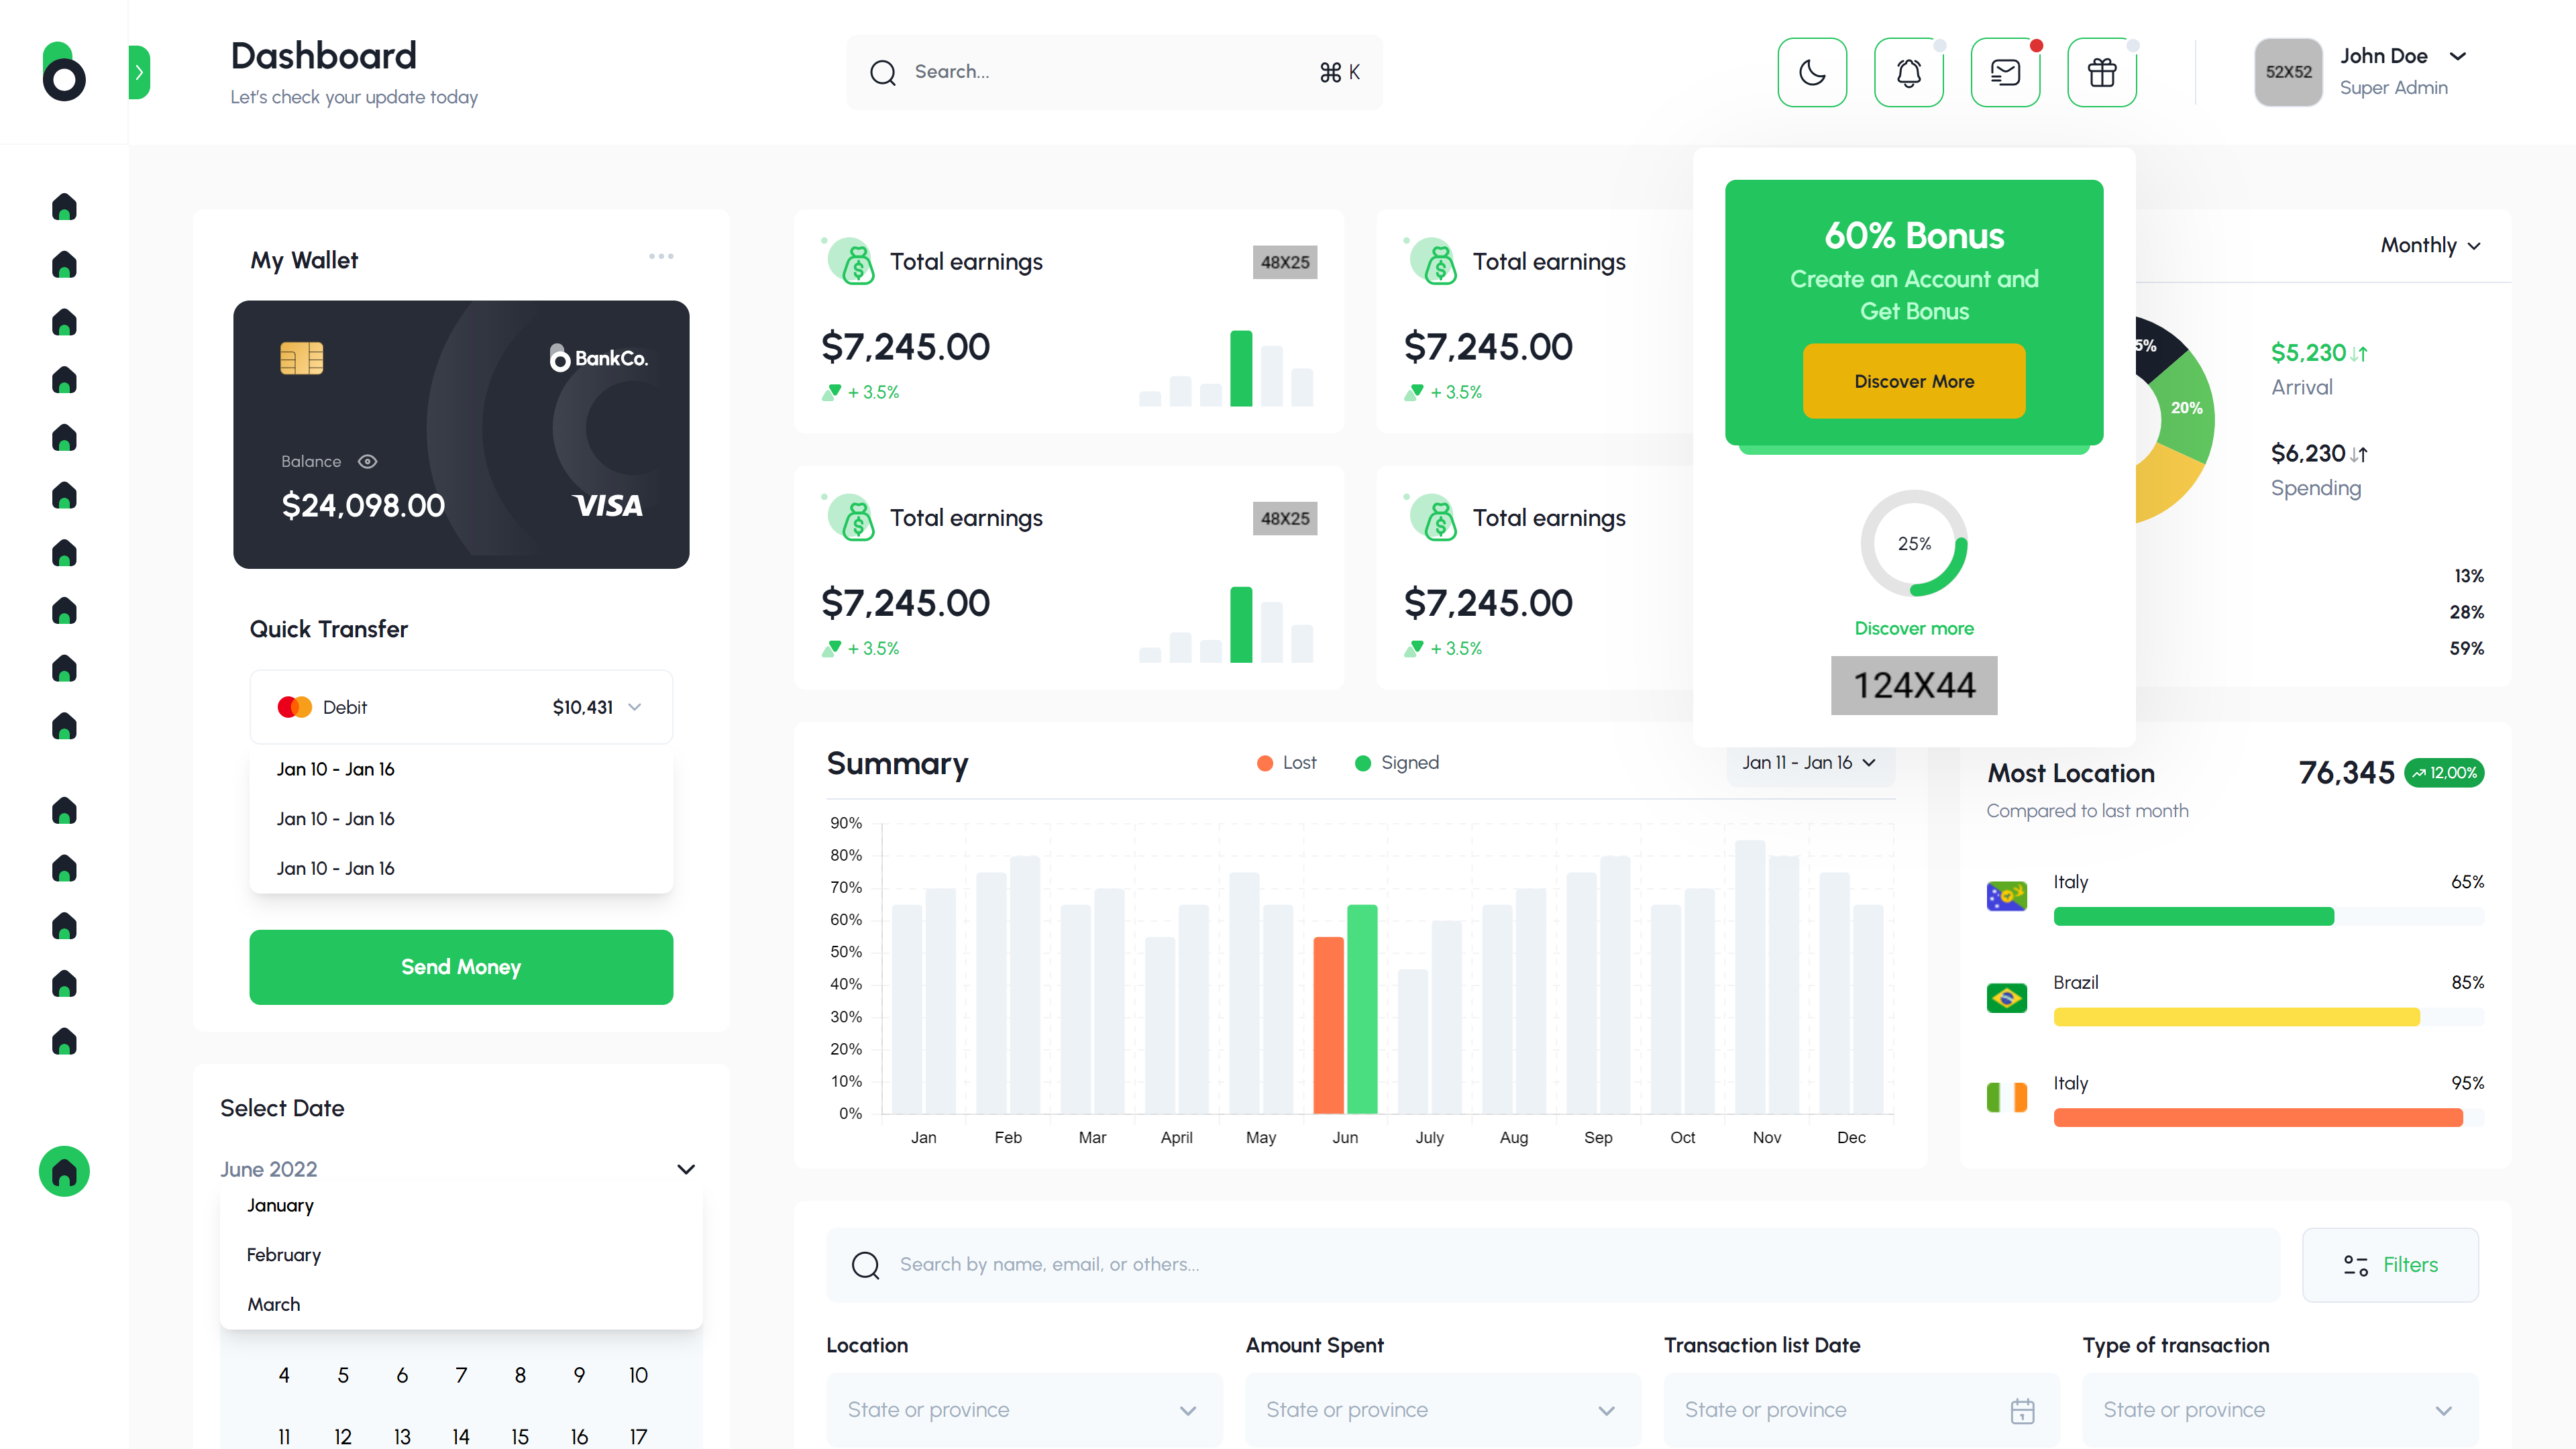 Dashboard
Let's check your update today
Search...
⌘ K
52X52
John Doe
Super Admin
My Wallet
BankCo.
Balance
$24,098.00
VISA
Quick Transfer
Debit
$10,431
Jan 10 - Jan 16
Jan 10 - Jan 16
Jan 10 - Jan 16
Send Money
Select Date
June 2022
January
February
March
4 5 6 7 8 9 10
11 12 13 14 15 16 17
Total earnings
48X25
$7,245.00
+ 3.5%
Total earnings
$7,245.00
+ 3.5%
Total earnings
48X25
$7,245.00
+ 3.5%
Total earnings
$7,245.00
+ 3.5%
60% Bonus
Create an Account and
Get Bonus
Discover More
25%
Discover more
124X44
Monthly
5%
20%
$5,230
Arrival
$6,230
Spending
13%
28%
59%
Summary
Lost
Signed
Jan 11 - Jan 16
90%
80%
70%
60%
50%
40%
30%
20%
10%
0%
Jan Feb Mar April May Jun July Aug Sep Oct Nov Dec
Most Location
76,345
12,00%
Compared to last month
Italy 65%
Brazil 85%
Italy 95%
Search by name, email, or others...
Filters
Location
State or province
Amount Spent
State or province
Transaction list Date
State or province
Type of transaction
State or province